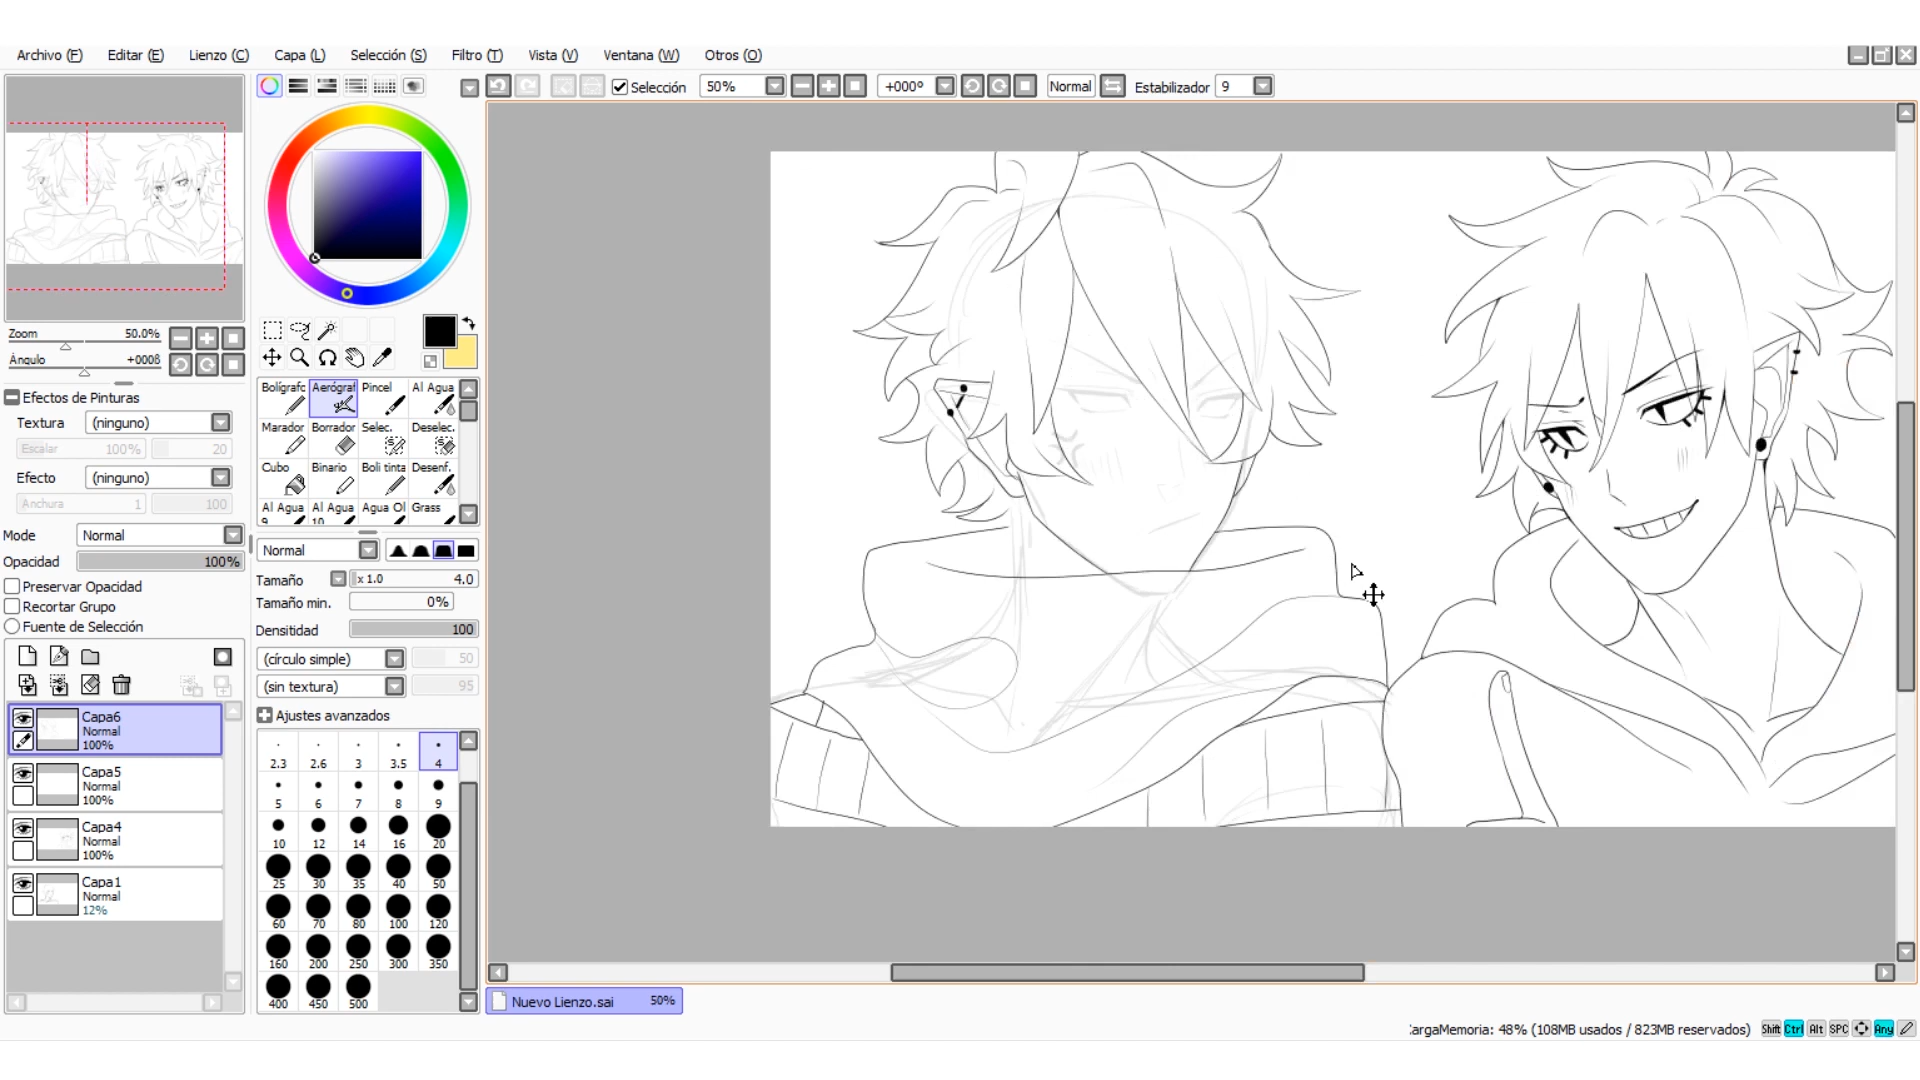 Archivo (F) Editar (E) Lienzo (C) Capa (L) Selección (S) Filtro (T) Vista (V) Ventana (W) Otros (O)
Selección 50% +000º Normal Estabilizador 9
Zoom 50.0%
Ángulo +0008
Efectos de Pinturas
Textura (ninguno)
Escalar 100% 20
Efecto (ninguno)
Anchura 1 100
Mode Normal
Opacidad 100%
Preservar Opacidad
Recortar Grupo
Fuente de Selección
Capa6
Normal
100%
Capa5
Normal
100%
Capa4
Normal
100%
Capa1
Normal
12%
Bolígrafc Aerógraf Pincel Al Agua
Marador Borrador Selec. Deselec.
Cubo Binario Boli tinta Desenf.
Al Agua Al Agua Agua Ol Grass
9 10
Normal
Tamaño x 1.0 4.0
Tamaño min. 0%
Densitidad 100
(círculo simple) 50
(sin textura) 95
Ajustes avanzados
2.3 2.6 3 3.5 4
5 6 7 8 9
10 12 14 16 20
25 30 35 40 50
60 70 80 100 120
160 200 250 300 350
400 450 500
Nuevo Lienzo.sai 50%
argaMemoria: 48% (108MB usados / 823MB reservados) Shift Ctrl Alt SPC Any